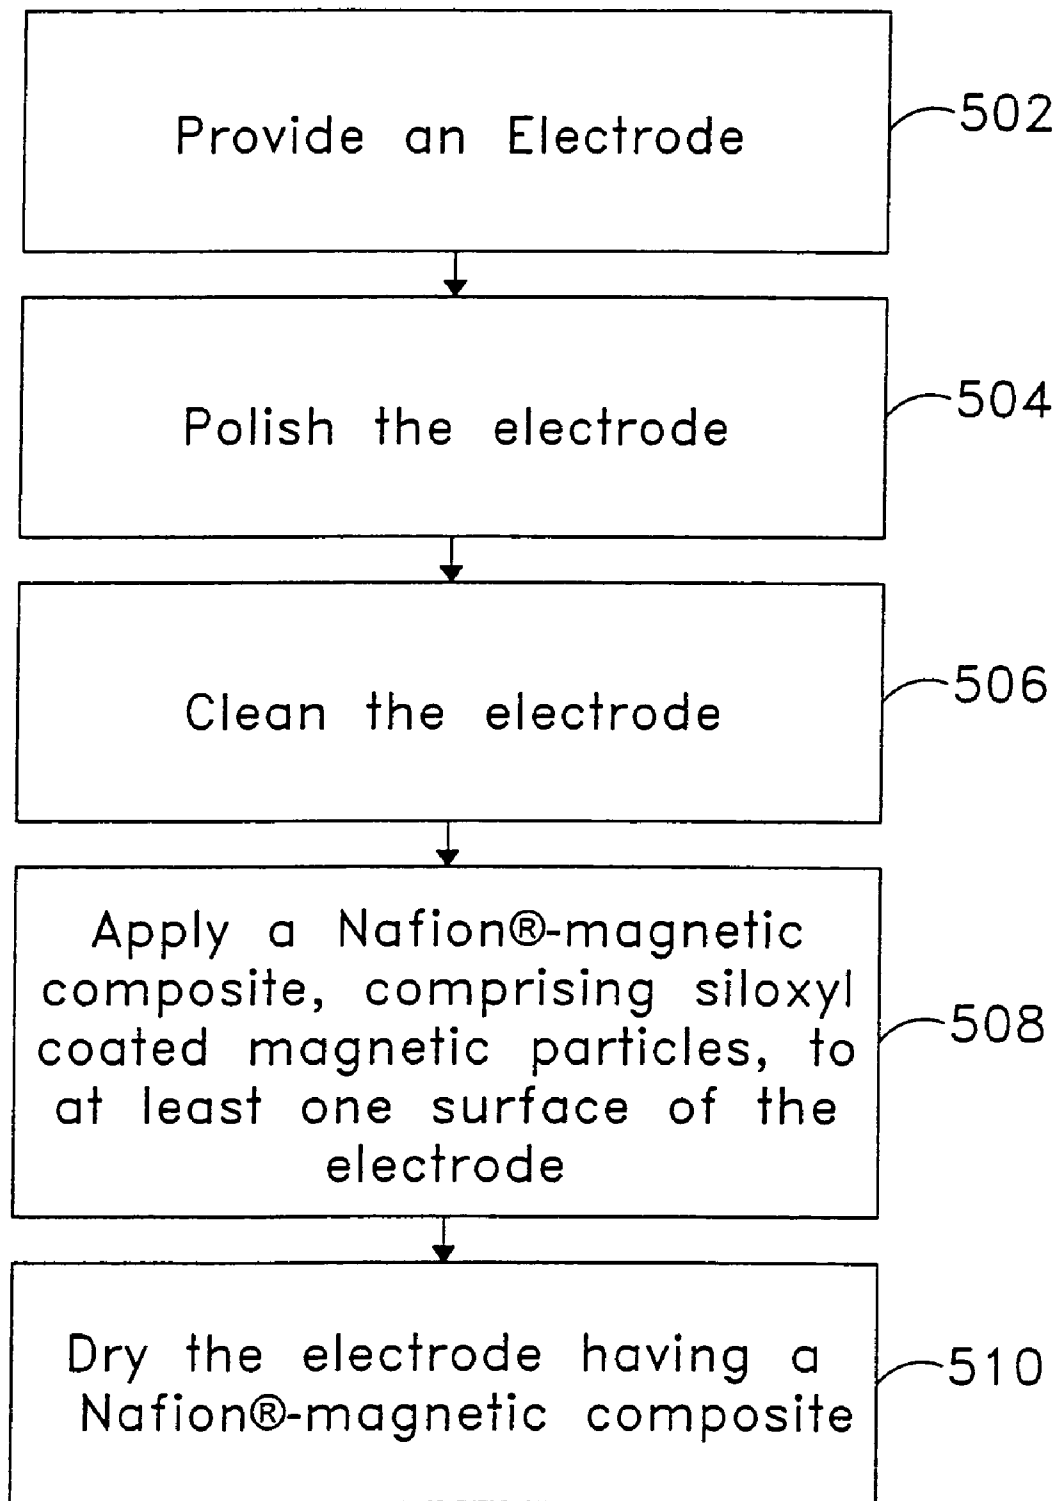 Provide an Electrode
502
Polish the electrode
504
Clean the electrode
506
Apply a Nafion®-magnetic
composite, comprising siloxyl
coated magnetic particles, to
at least one surface of the
electrode
508
Dry the electrode having a
Nafion®-magnetic composite
510